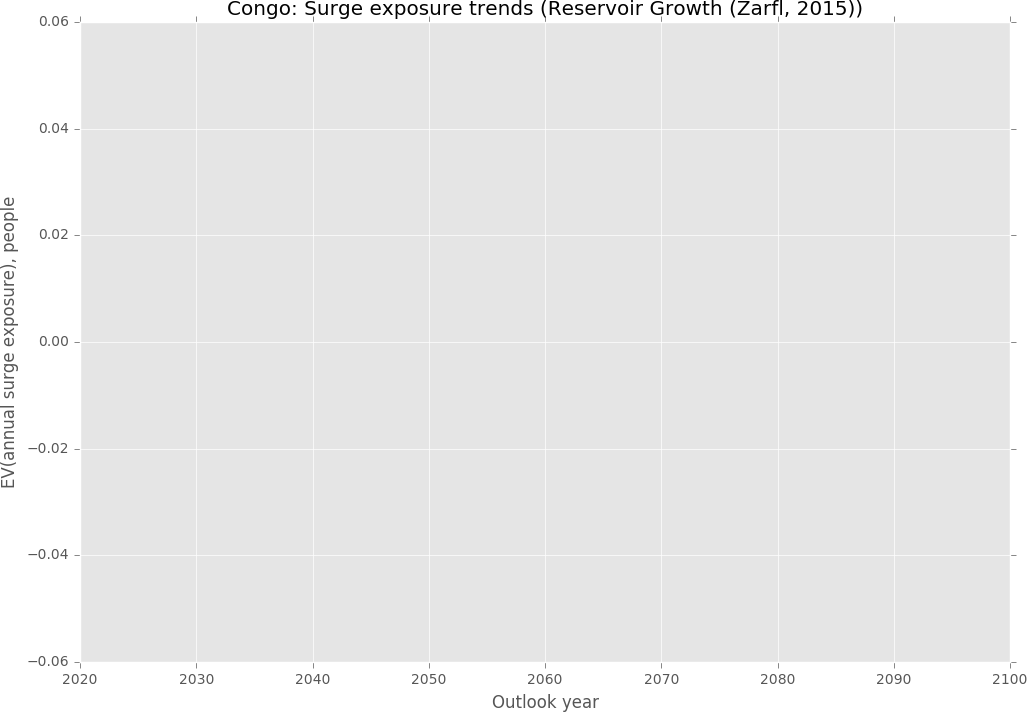 Congo: Surge exposure trends (Reservoir Growth (Zarfl, 2015))
0.06
0.04
0.02
0.00
−0.02
−0.04
−0.06
EV(annual surge exposure), people
2020 2030 2040 2050 2060 2070 2080 2090 2100
Outlook year